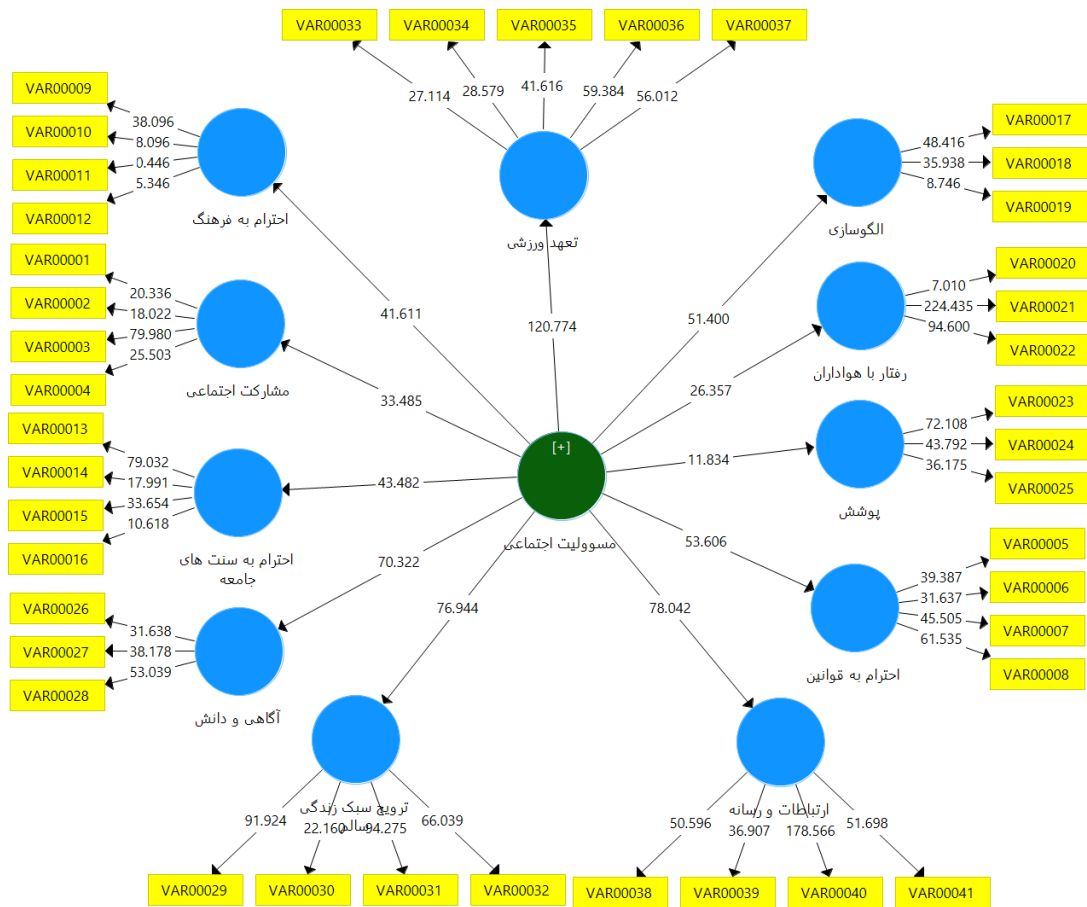 VAR00033
VAR00034
VAR00035
VAR00036
VAR00037
27.114
28.579
41.616
59.384
56.012
تعهد ورزشی
VAR00009
VAR00010
VAR00011
VAR00012
38.096
8.096
0.446
5.346
احترام به فرهنگ
VAR00017
VAR00018
VAR00019
48.416
35.938
8.746
الگوسازی
VAR00001
VAR00002
VAR00003
VAR00004
20.336
18.022
79.980
25.503
مشارکت اجتماعی
VAR00020
VAR00021
VAR00022
7.010
224.435
94.600
رفتار با هواداران
41.611
120.774
51.400
33.485
26.357
43.482
11.834
70.322
53.606
76.944
78.042
[+]
مسوولیت اجتماعی
VAR00013
VAR00014
VAR00015
VAR00016
79.032
17.991
33.654
10.618
احترام به سنت های
جامعه
VAR00023
VAR00024
VAR00025
72.108
43.792
36.175
پوشش
VAR00026
VAR00027
VAR00028
31.638
38.178
53.039
آگاهی و دانش
VAR00005
VAR00006
VAR00007
VAR00008
39.387
31.637
45.505
61.535
احترام به قوانین
ترویج سبک زندگی
سالم
91.924
22.160
94.275
66.039
VAR00029
VAR00030
VAR00031
VAR00032
ارتباطات و رسانه
50.596
36.907
178.566
51.698
VAR00038
VAR00039
VAR00040
VAR00041